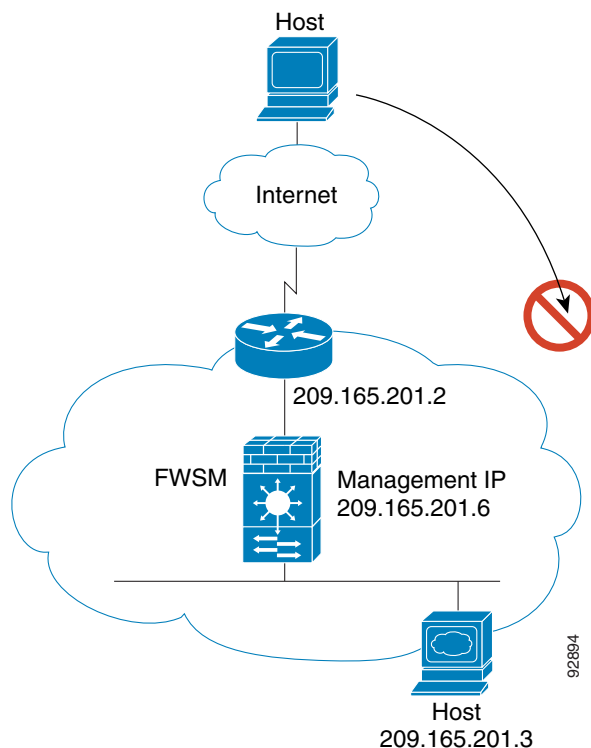 Host
Internet
209.165.201.2
FWSM
Management IP
209.165.201.6
92894
Host
209.165.201.3